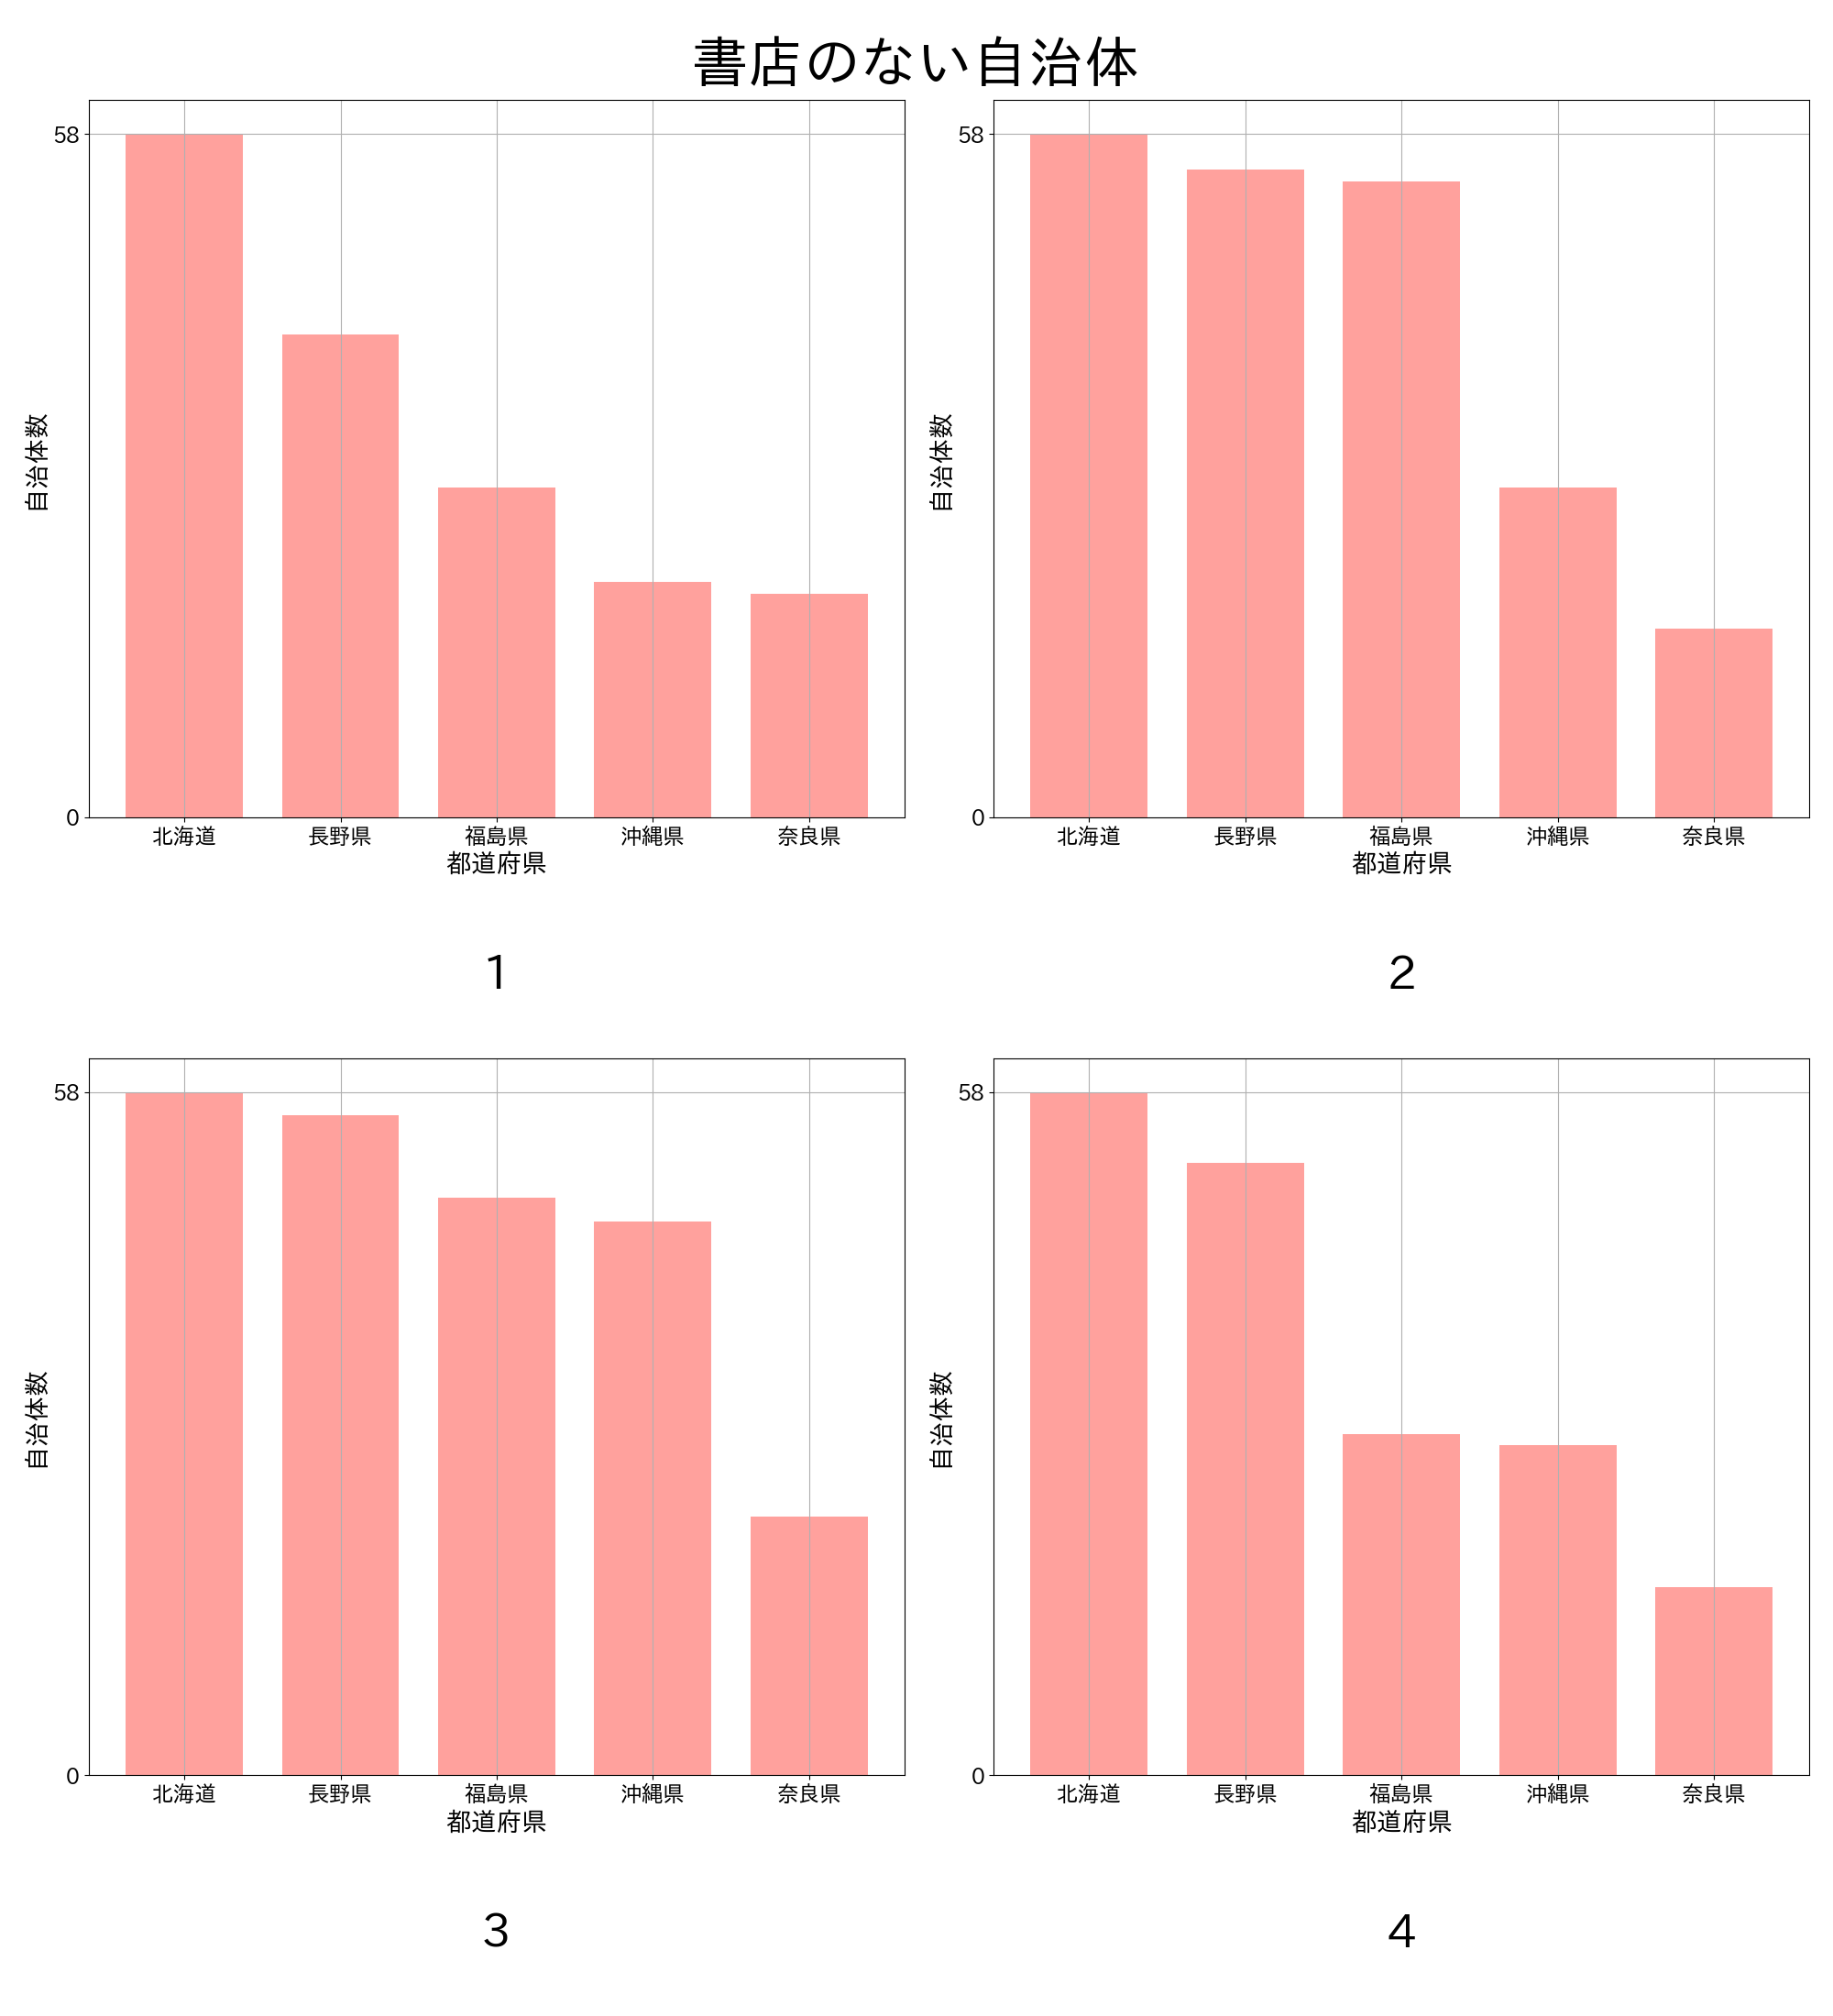 書店のない自治体
58
0
自治体数
北海道 長野県 福島県 沖縄県 奈良県
都道府県
1
58
0
自治体数
北海道 長野県 福島県 沖縄県 奈良県
都道府県
2
58
0
自治体数
北海道 長野県 福島県 沖縄県 奈良県
都道府県
3
58
0
自治体数
北海道 長野県 福島県 沖縄県 奈良県
都道府県
4